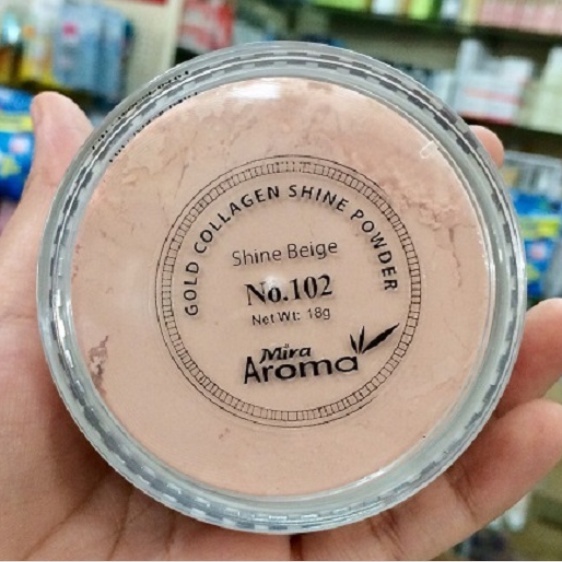 GOLD COLLAGEN SHINE POWDER
Shine Beige
No.102
Net Wt: 18g
Mira
Aroma